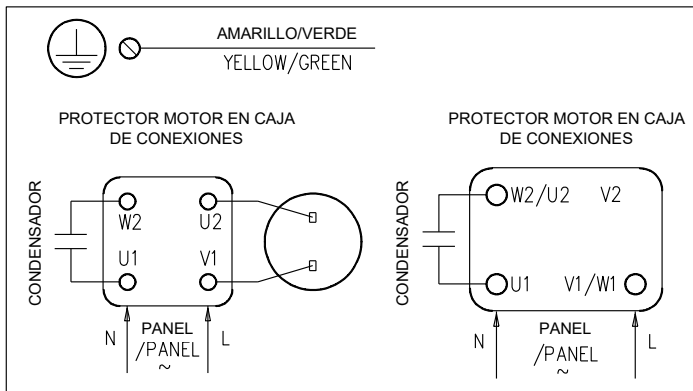 AMARILLO/VERDE
YELLOW/GREEN
PROTECTOR MOTOR EN CAJA
DE CONEXIONES
CONDENSADOR
W2
U2
U1
V1
N
PANEL
/PANEL
~
L
PROTECTOR MOTOR EN CAJA
DE CONEXIONES
CONDENSADOR
W2/U2
V2
U1
V1/W1
N
PANEL
/PANEL
~
L